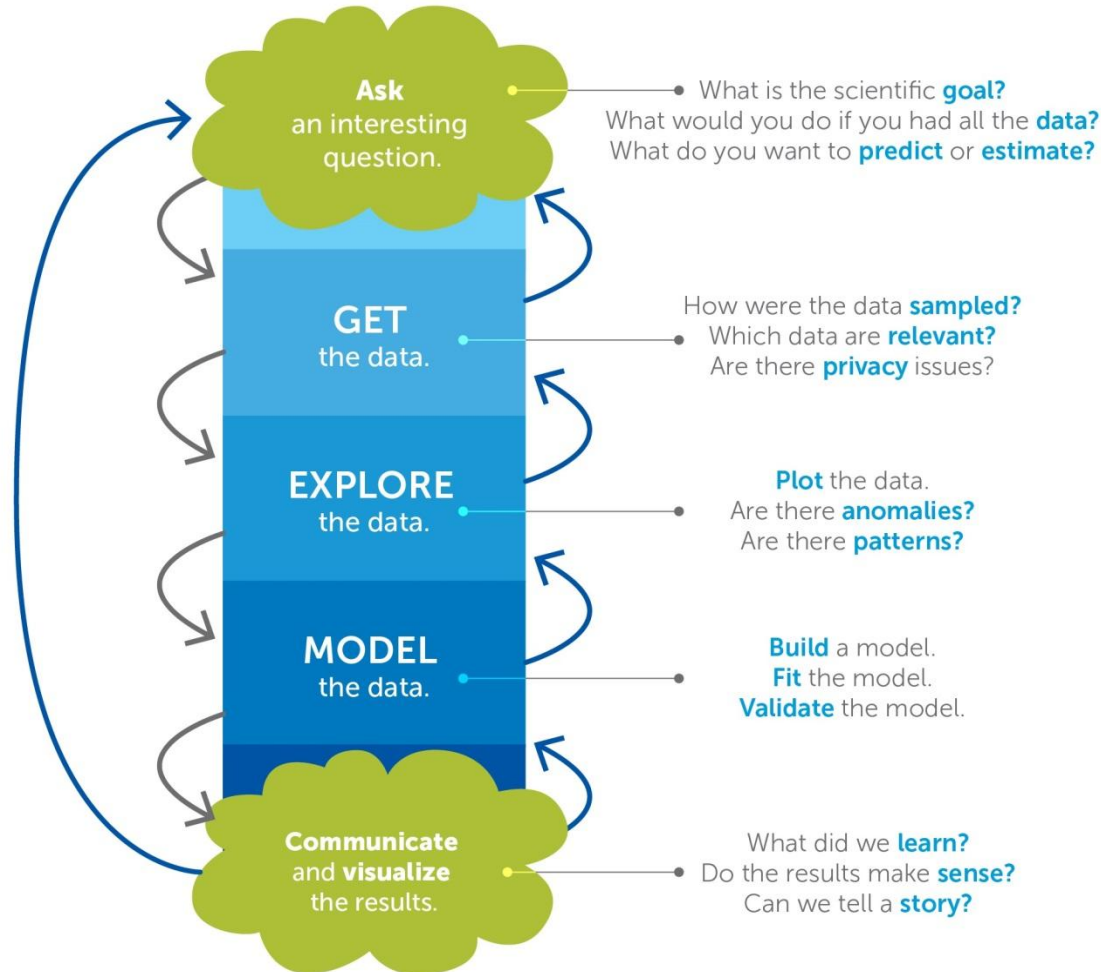 Ask
an interesting
question.
What is the scientific goal?
What would you do if you had all the data?
What do you want to predict or estimate?
GET
the data.
How were the data sampled?
Which data are relevant?
Are there privacy issues?
EXPLORE
the data.
Plot the data.
Are there anomalies?
Are there patterns?
MODEL
the data.
Build a model.
Fit the model.
Validate the model.
Communicate
and visualize
the results.
What did we learn?
Do the results make sense?
Can we tell a story?